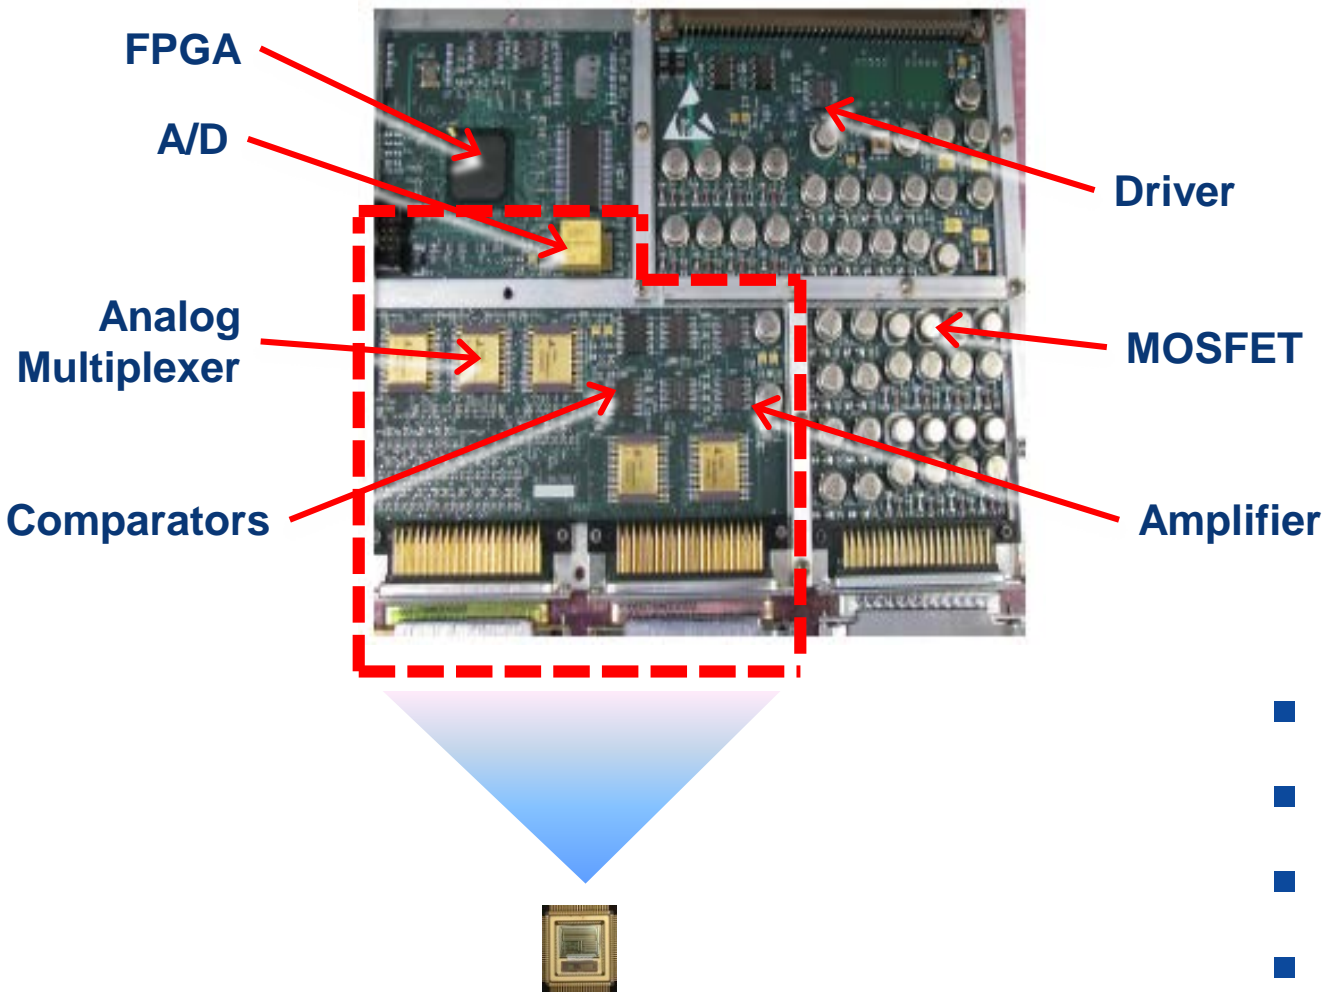 FPGA
A/D
Driver
Analog
Multiplexer
MOSFET
Comparators
Amplifier